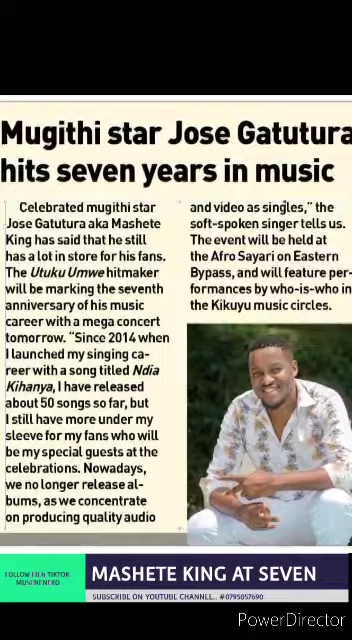 Mugithi star Jose Gatutura
hits seven years in music
Celebrated mugithi star
Jose Gatutura aka Mashete
King has said that he still
has a lot in store for his fans.
The Utuku Umwe hitmaker
will be marking the seventh
anniversary of his music
career with a mega concert
tomorrow. “Since 2014 when
I launched my singing ca-
reer with a song titled Ndia
Kihanya, I have released
about 50 songs so far, but
I still have more under my
sleeve for my fans who will
be my special guests at the
celebrations. Nowadays,
we no longer release al-
bums, as we concentrate
on producing quality audio
and video as singles,” the
soft-spoken singer tells us.
The event will be held at
the Afro Sayari on Eastern
Bypass, and will feature per-
formances by who-is-who in
the Kikuyu music circles.
FOLLOW TIKTOK
MASHETE KING AT SEVEN
SUBSCRIBE ON YOUTUBE CHANNLL.. #0795057690
PowerDirector